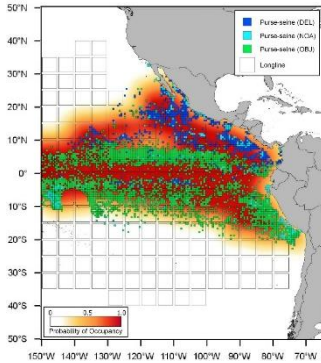 50°N
40°N
30°N
20°N
10°N
0°
10°S
20°S
30°S
40°S
50°S
Purse-seine (DEL)
Purse-seine (NOA)
Purse-seine (OBJ)
Longline
0 0.5 1.0
Probability of Occupancy
150°W 140°W 130°W 120°W 110°W 100°W 90°W 80°W 70°W